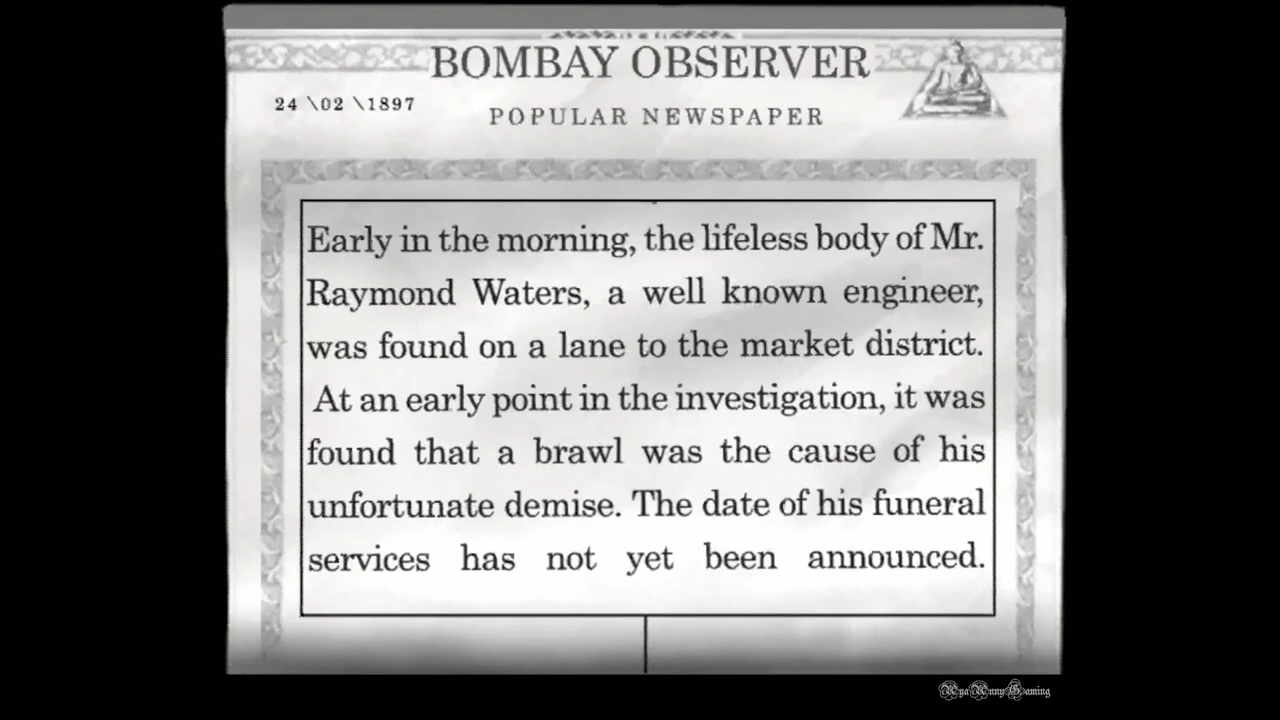 BOMBAY OBSERVER
24 \02 \1897
POPULAR NEWSPAPER
Early in the morning, the lifeless body of Mr.
Raymond Waters, a well known engineer,
was found on a lane to the market district.
At an early point in the investigation, it was
found that a brawl was the cause of his
unfortunate demise. The date of his funeral
services has not yet been announced.